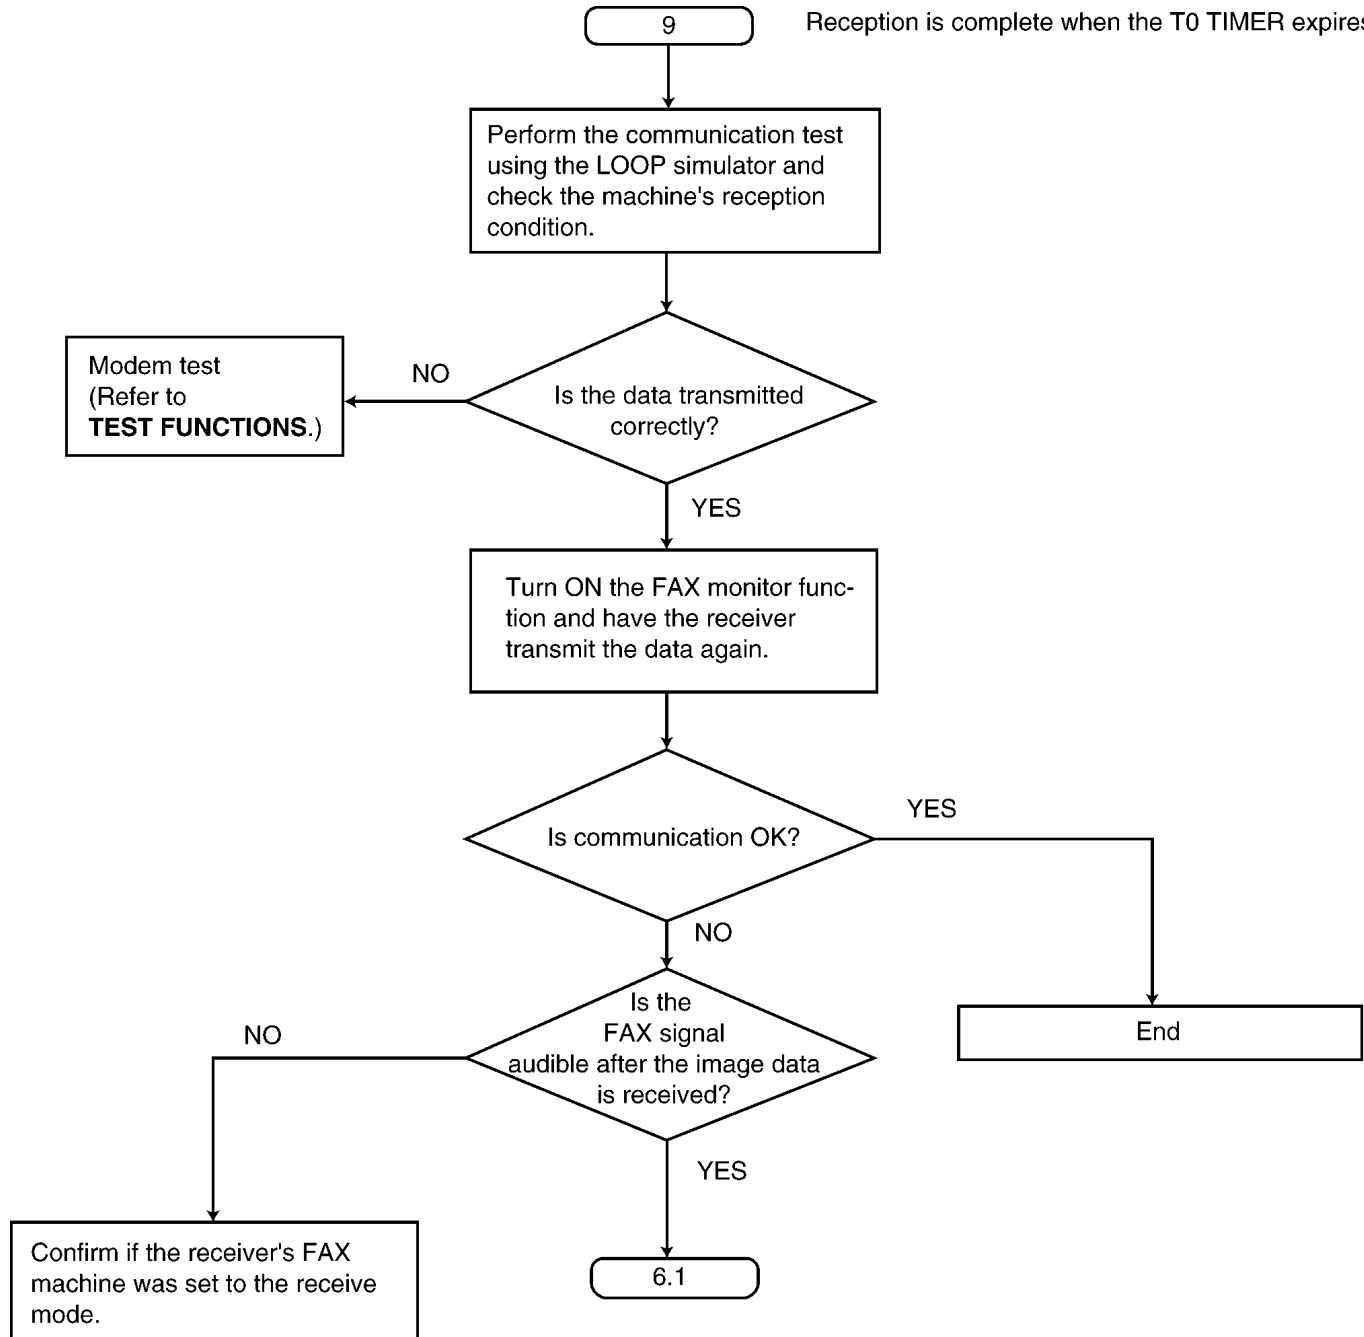 9
Reception is complete when the T0 TIMER expires
Perform the communication test
using the LOOP simulator and
check the machine's reception
condition.
Modem test
(Refer to
TEST FUNCTIONS.)
NO
Is the data transmitted
correctly?
YES
Turn ON the FAX monitor func-
tion and have the receiver
transmit the data again.
Is communication OK?
YES
NO
End
Is the
FAX signal
audible after the image data
is received?
NO
YES
Confirm if the receiver's FAX
machine was set to the receive
mode.
6.1